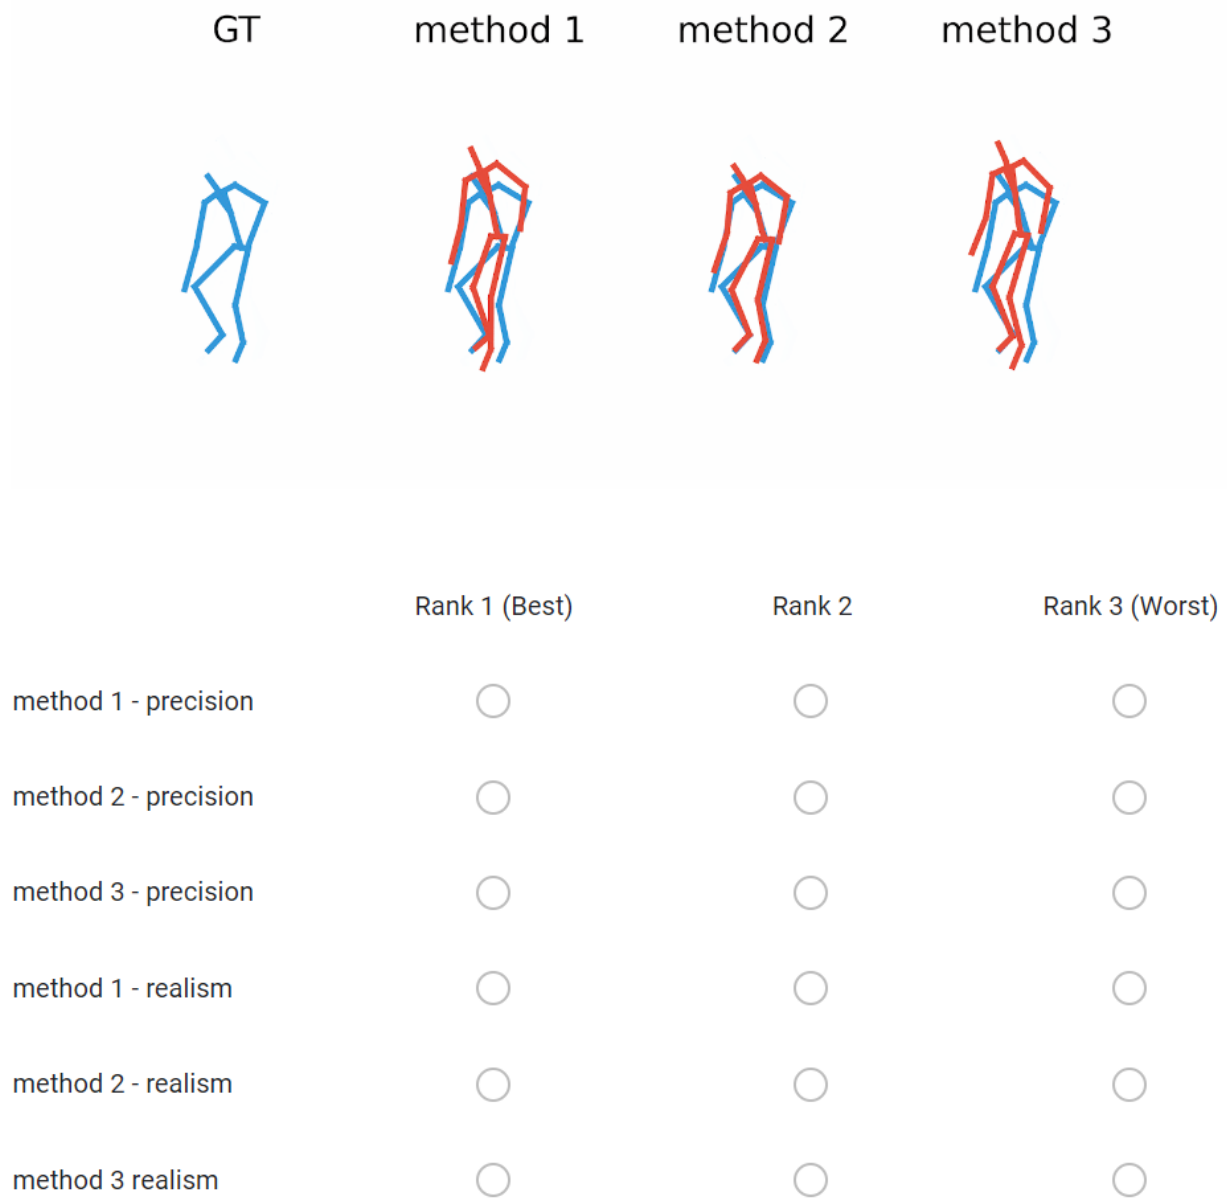 GT method 1 method 2 method 3
Rank 1 (Best) Rank 2 Rank 3 (Worst)
method 1 - precision
method 2 - precision
method 3 - precision
method 1 - realism
method 2 - realism
method 3 realism